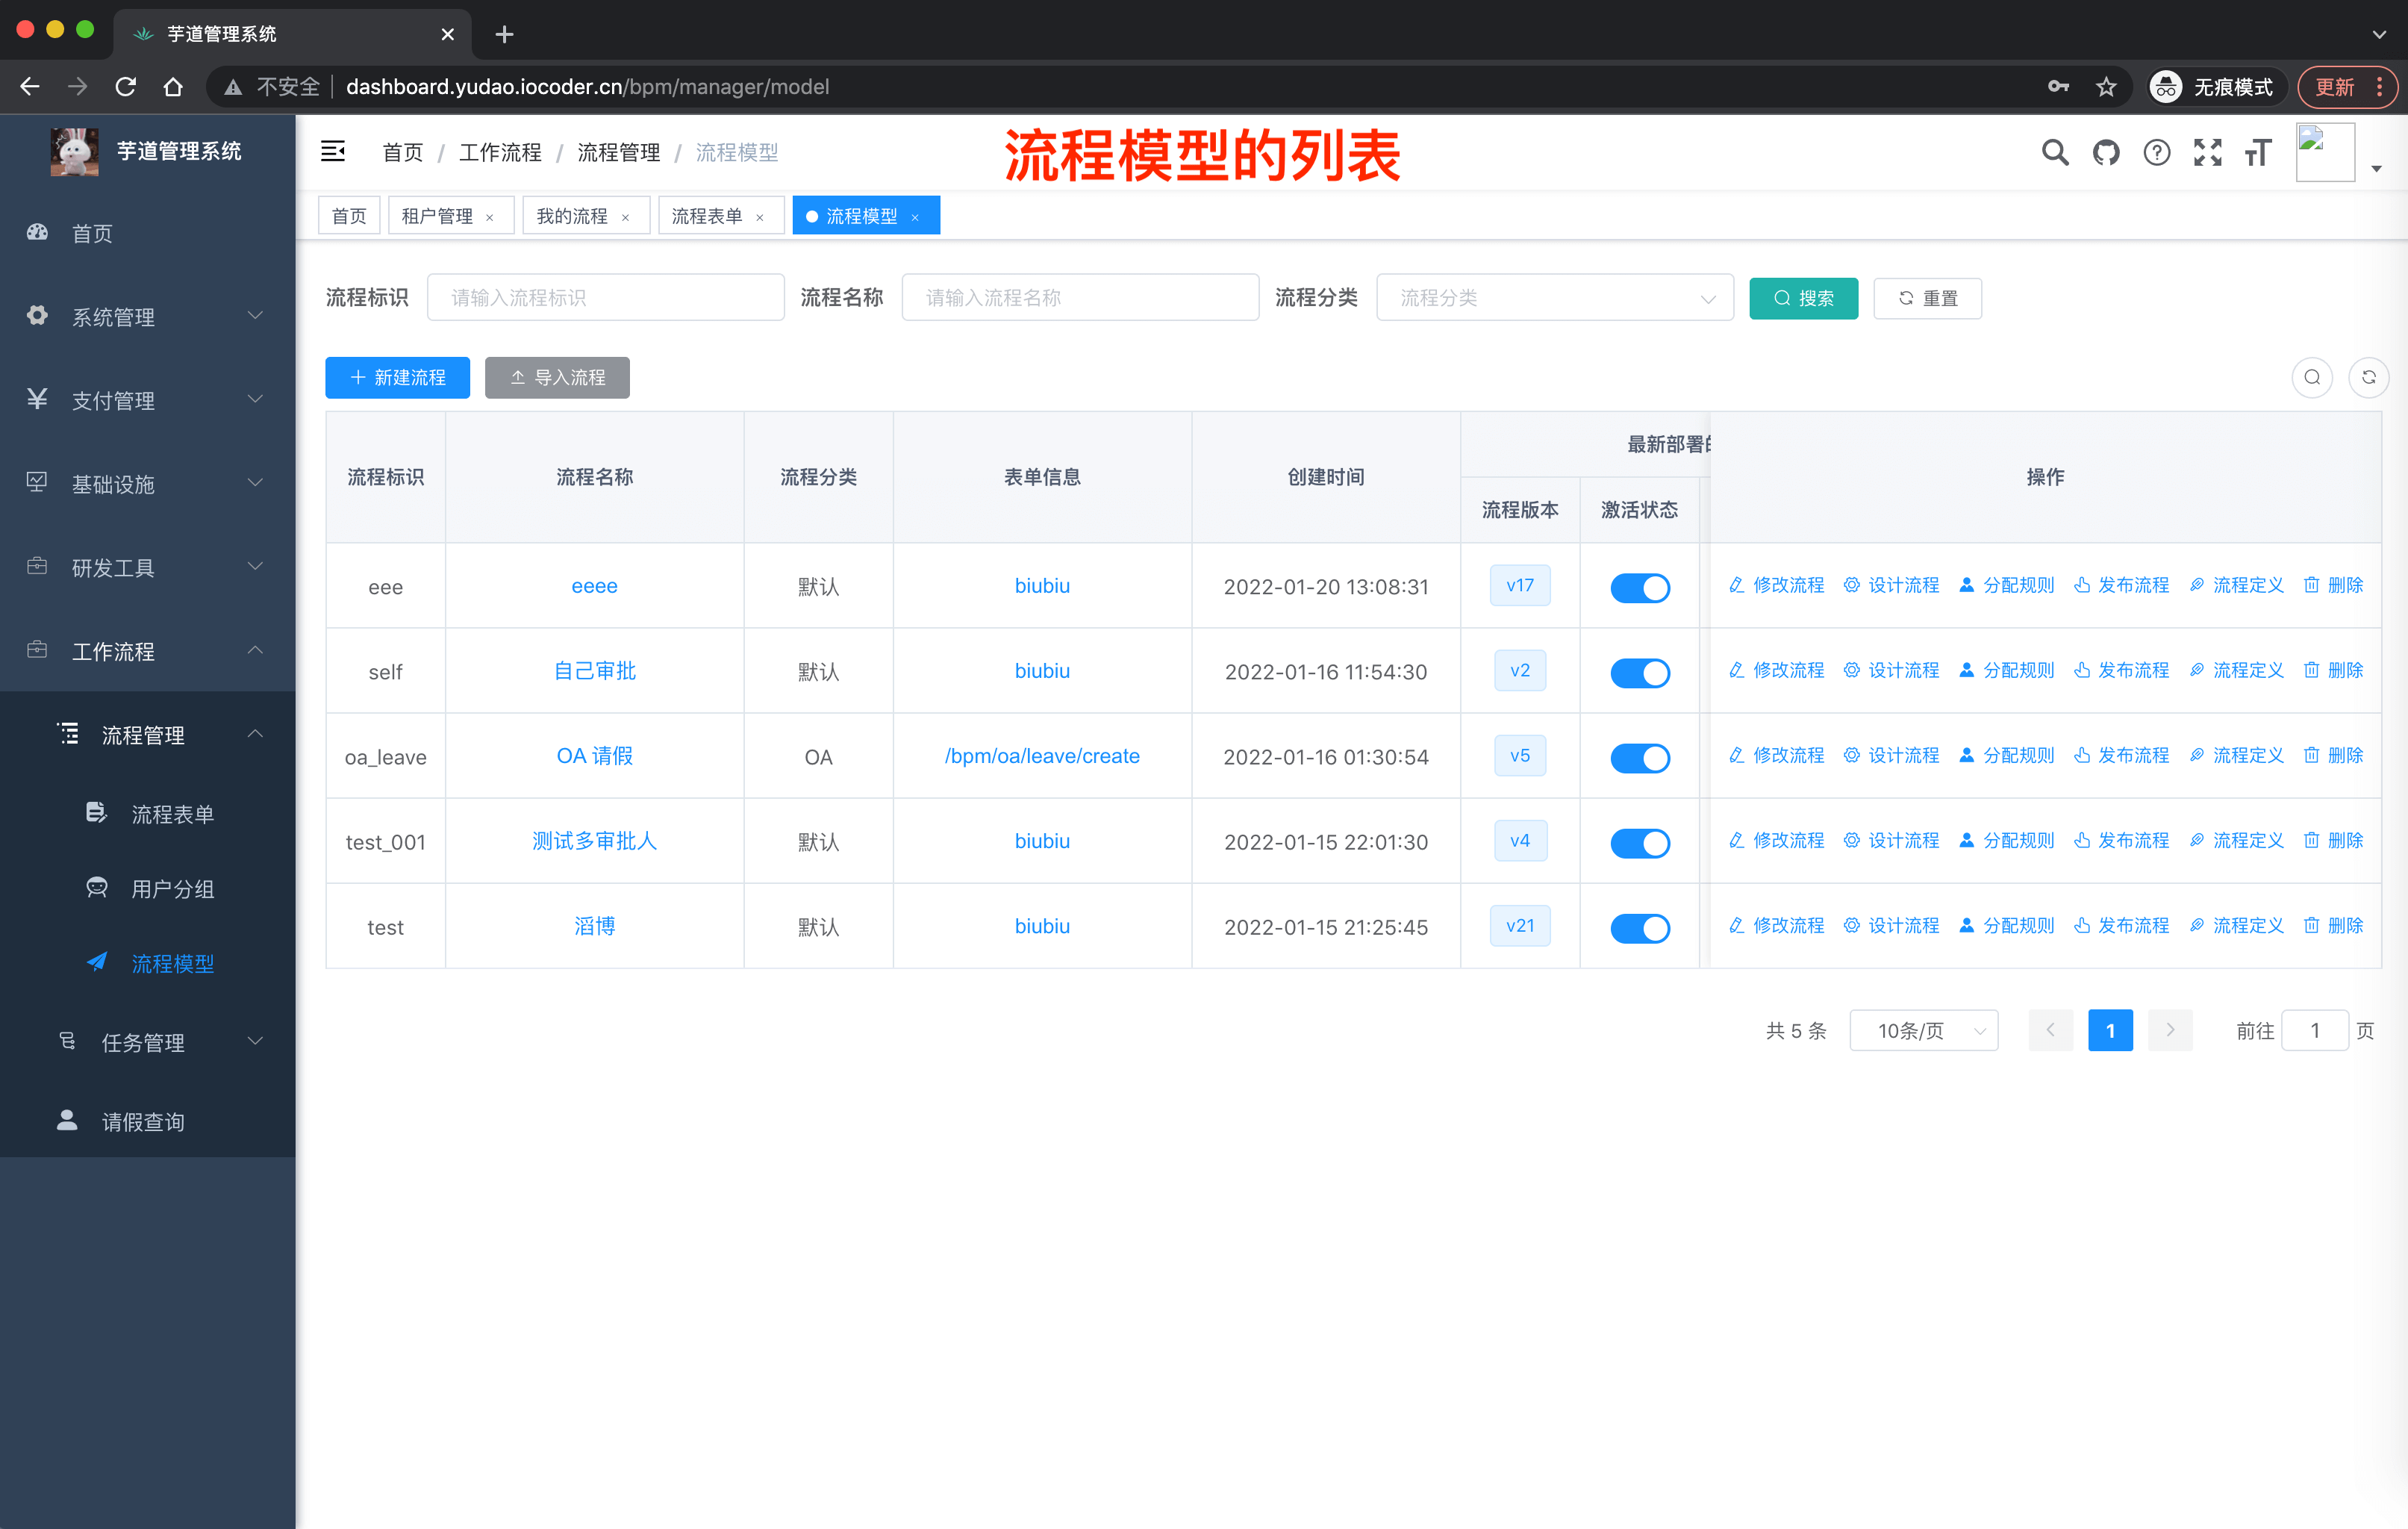 芋道管理系统
不安全 dashboard.yudao.iocoder.cn/bpm/manager/model 无痕模式 更新
芋道管理系统
首页 / 工作流程 / 流程管理 / 流程模型
流程模型的列表
首页 租户管理 × 我的流程 × 流程表单 × 流程模型 ×
首页
系统管理
支付管理
基础设施
研发工具
工作流程
流程管理
流程表单
用户分组
流程模型
任务管理
请假查询
流程标识 请输入流程标识 流程名称 请输入流程名称 流程分类 流程分类 搜索 重置
新建流程 导入流程
流程标识 流程名称 流程分类 表单信息 创建时间 最新部署的 操作
流程版本 激活状态
eee eeee 默认 biubiu 2022-01-20 13:08:31 v17 修改流程 设计流程 分配规则 发布流程 流程定义 删除
self 自己审批 默认 biubiu 2022-01-16 11:54:30 v2 修改流程 设计流程 分配规则 发布流程 流程定义 删除
oa_leave OA 请假 OA /bpm/oa/leave/create 2022-01-16 01:30:54 v5 修改流程 设计流程 分配规则 发布流程 流程定义 删除
test_001 测试多审批人 默认 biubiu 2022-01-15 22:01:30 v4 修改流程 设计流程 分配规则 发布流程 流程定义 删除
test 滔博 默认 biubiu 2022-01-15 21:25:45 v21 修改流程 设计流程 分配规则 发布流程 流程定义 删除
共 5 条 10条/页 1 前往 1 页